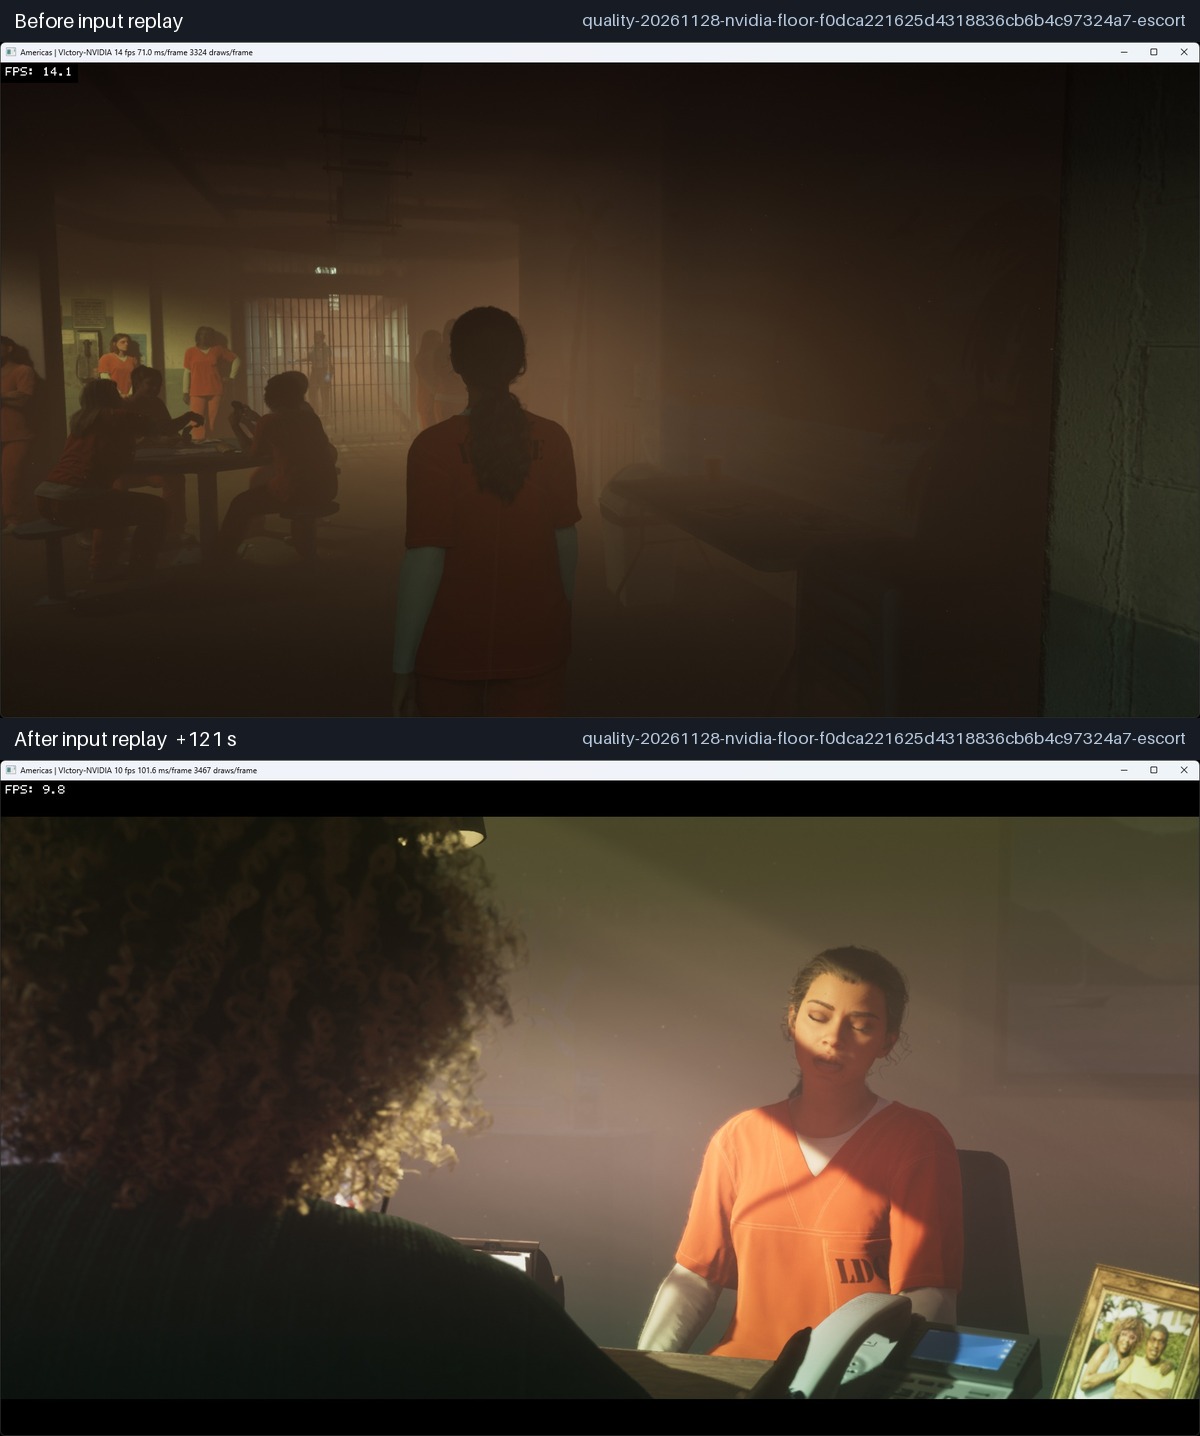 Before input replay
quality-20261128-nvidia-floor-f0dca221625d4318836cb6b4c97324a7-escort
Americas | VIctory-NVIDIA 14 fps 71.0 ms/frame 3324 draws/frame
FPS: 14.1
After input replay +121 s
quality-20261128-nvidia-floor-f0dca221625d4318836cb6b4c97324a7-escort
Americas | VIctory-NVIDIA 10 fps 101.6 ms/frame 3467 draws/frame
FPS: 9.8